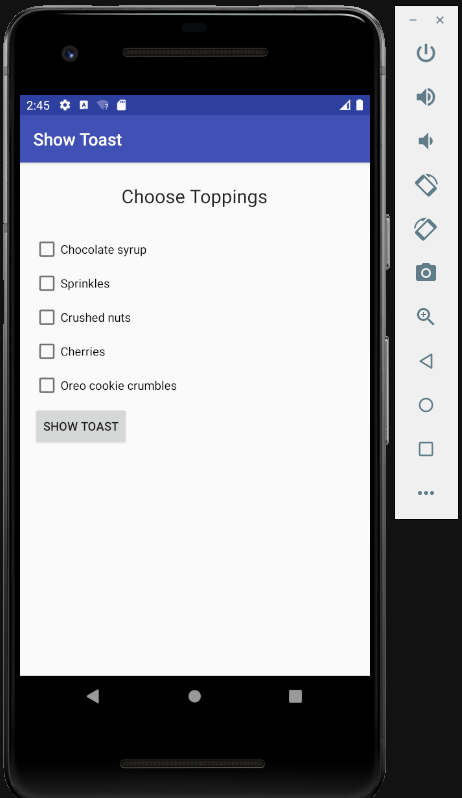 2:45
Show Toast
Choose Toppings
Chocolate syrup
Sprinkles
Crushed nuts
Cherries
Oreo cookie crumbles
SHOW TOAST